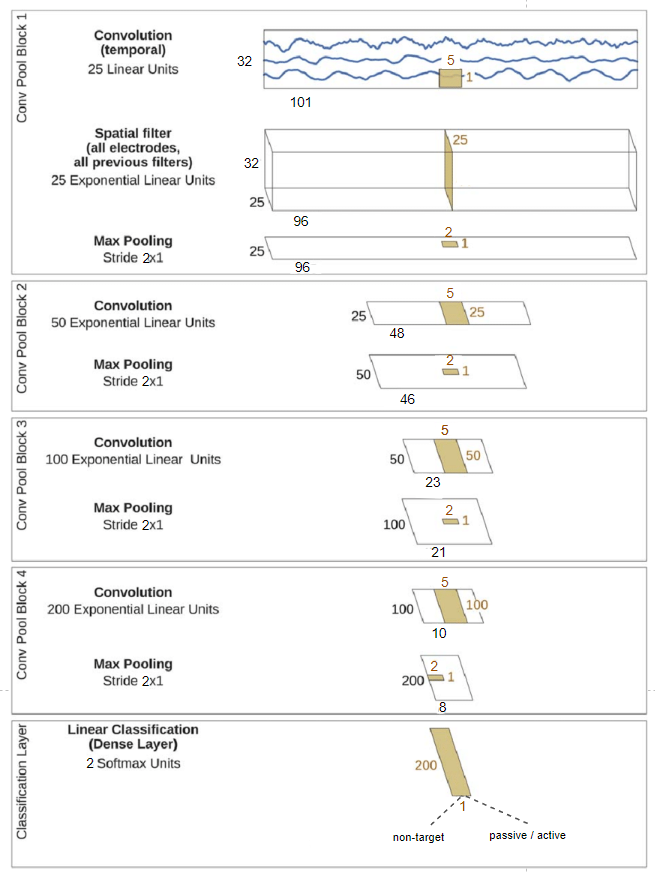 Conv Pool Block 1
Convolution
(temporal)
25 Linear Units
32
5
1
101
Spatial filter
(all electrodes,
all previous filters)
25 Exponential Linear Units
32
25
25
96
Max Pooling
Stride 2x1
25
2
1
96
Conv Pool Block 2
Convolution
50 Exponential Linear Units
25
5
25
48
Max Pooling
Stride 2x1
50
2
1
46
Conv Pool Block 3
Convolution
100 Exponential Linear Units
50
5
50
23
Max Pooling
Stride 2x1
100
2
1
21
Conv Pool Block 4
Convolution
200 Exponential Linear Units
100
5
100
10
Max Pooling
Stride 2x1
200
2
1
8
Classification Layer
Linear Classification
(Dense Layer)
2 Softmax Units
200
1
non-target
passive / active